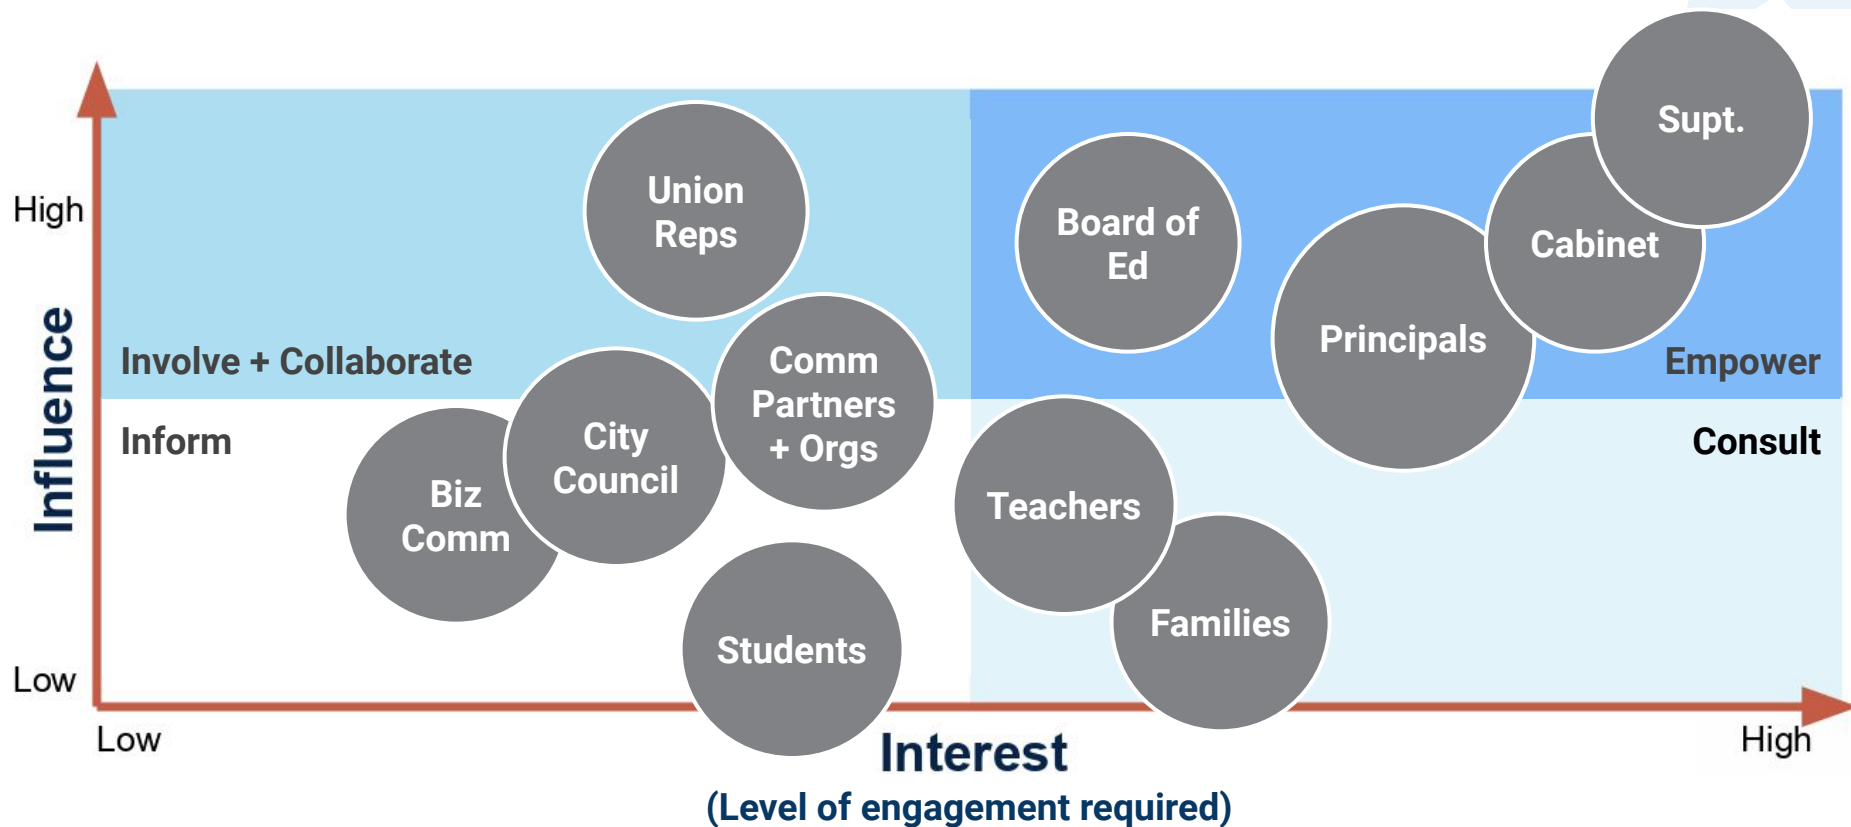 Supt.
Union
Reps
Board of
Ed
Cabinet
High
Principals
Comm
Partners
+ Orgs
Involve + Collaborate
Empower
Influence
Inform
City
Council
Consult
Biz
Comm
Teachers
Families
Students
Low
Low
Interest
High
(Level of engagement required)